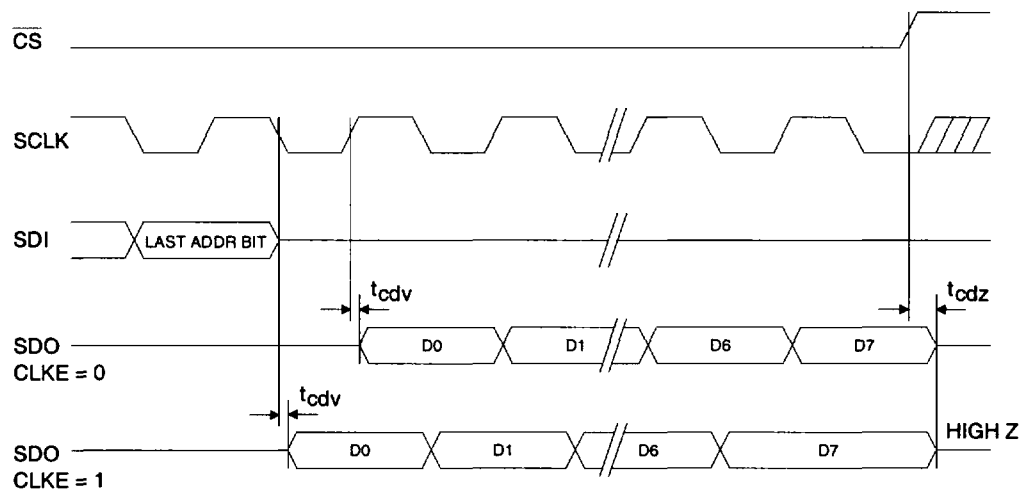 CS
SCLK
SDI
LAST ADDR BIT
tcdv
tcdz
SDO
CLKE = 0
D0
D1
D6
D7
tcdv
SDO
CLKE = 1
D0
D1
D6
D7
HIGH Z